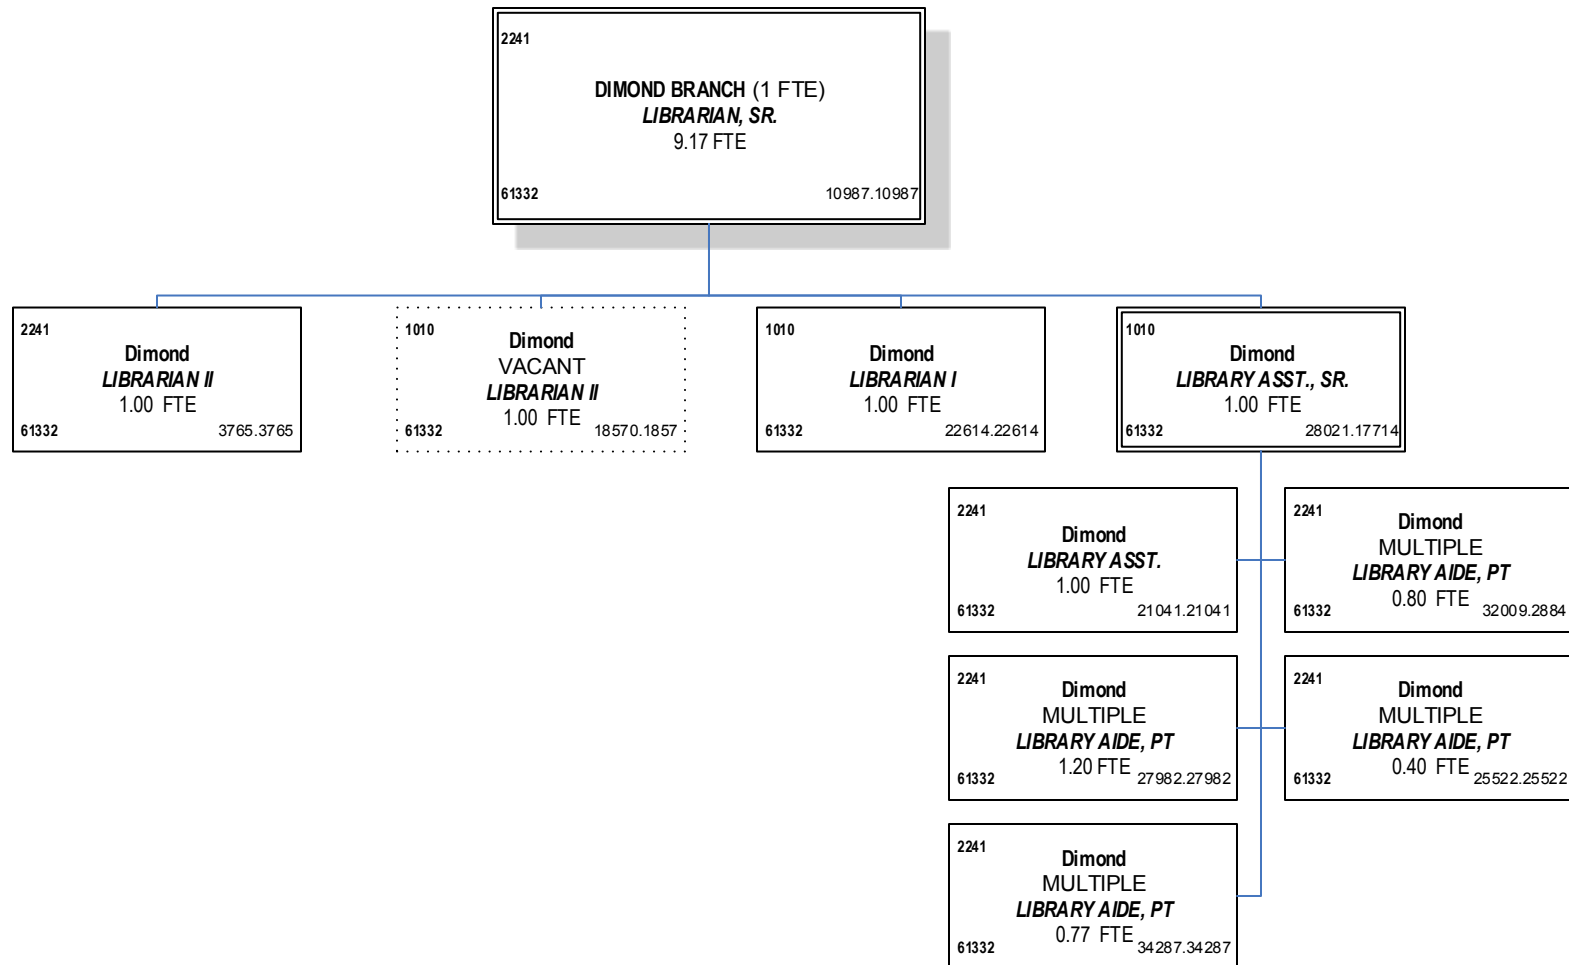 2241
DIMOND BRANCH (1 FTE)
LIBRARIAN, SR.
9.17 FTE
61332
10987.10987
2241
Dimond
LIBRARIAN II
1.00 FTE
61332
3765.3765
1010
Dimond
VACANT
LIBRARIAN II
1.00 FTE
61332
18570.1857
1010
Dimond
LIBRARIAN I
1.00 FTE
61332
22614.22614
1010
Dimond
LIBRARY ASST., SR.
1.00 FTE
61332
28021.17714
2241
Dimond
LIBRARY ASST.
1.00 FTE
61332
21041.21041
2241
Dimond
MULTIPLE
LIBRARY AIDE, PT
0.80 FTE
61332
32009.2884
2241
Dimond
MULTIPLE
LIBRARY AIDE, PT
1.20 FTE
61332
27982.27982
2241
Dimond
MULTIPLE
LIBRARY AIDE, PT
0.40 FTE
61332
25522.25522
2241
Dimond
MULTIPLE
LIBRARY AIDE, PT
0.77 FTE
61332
34287.34287